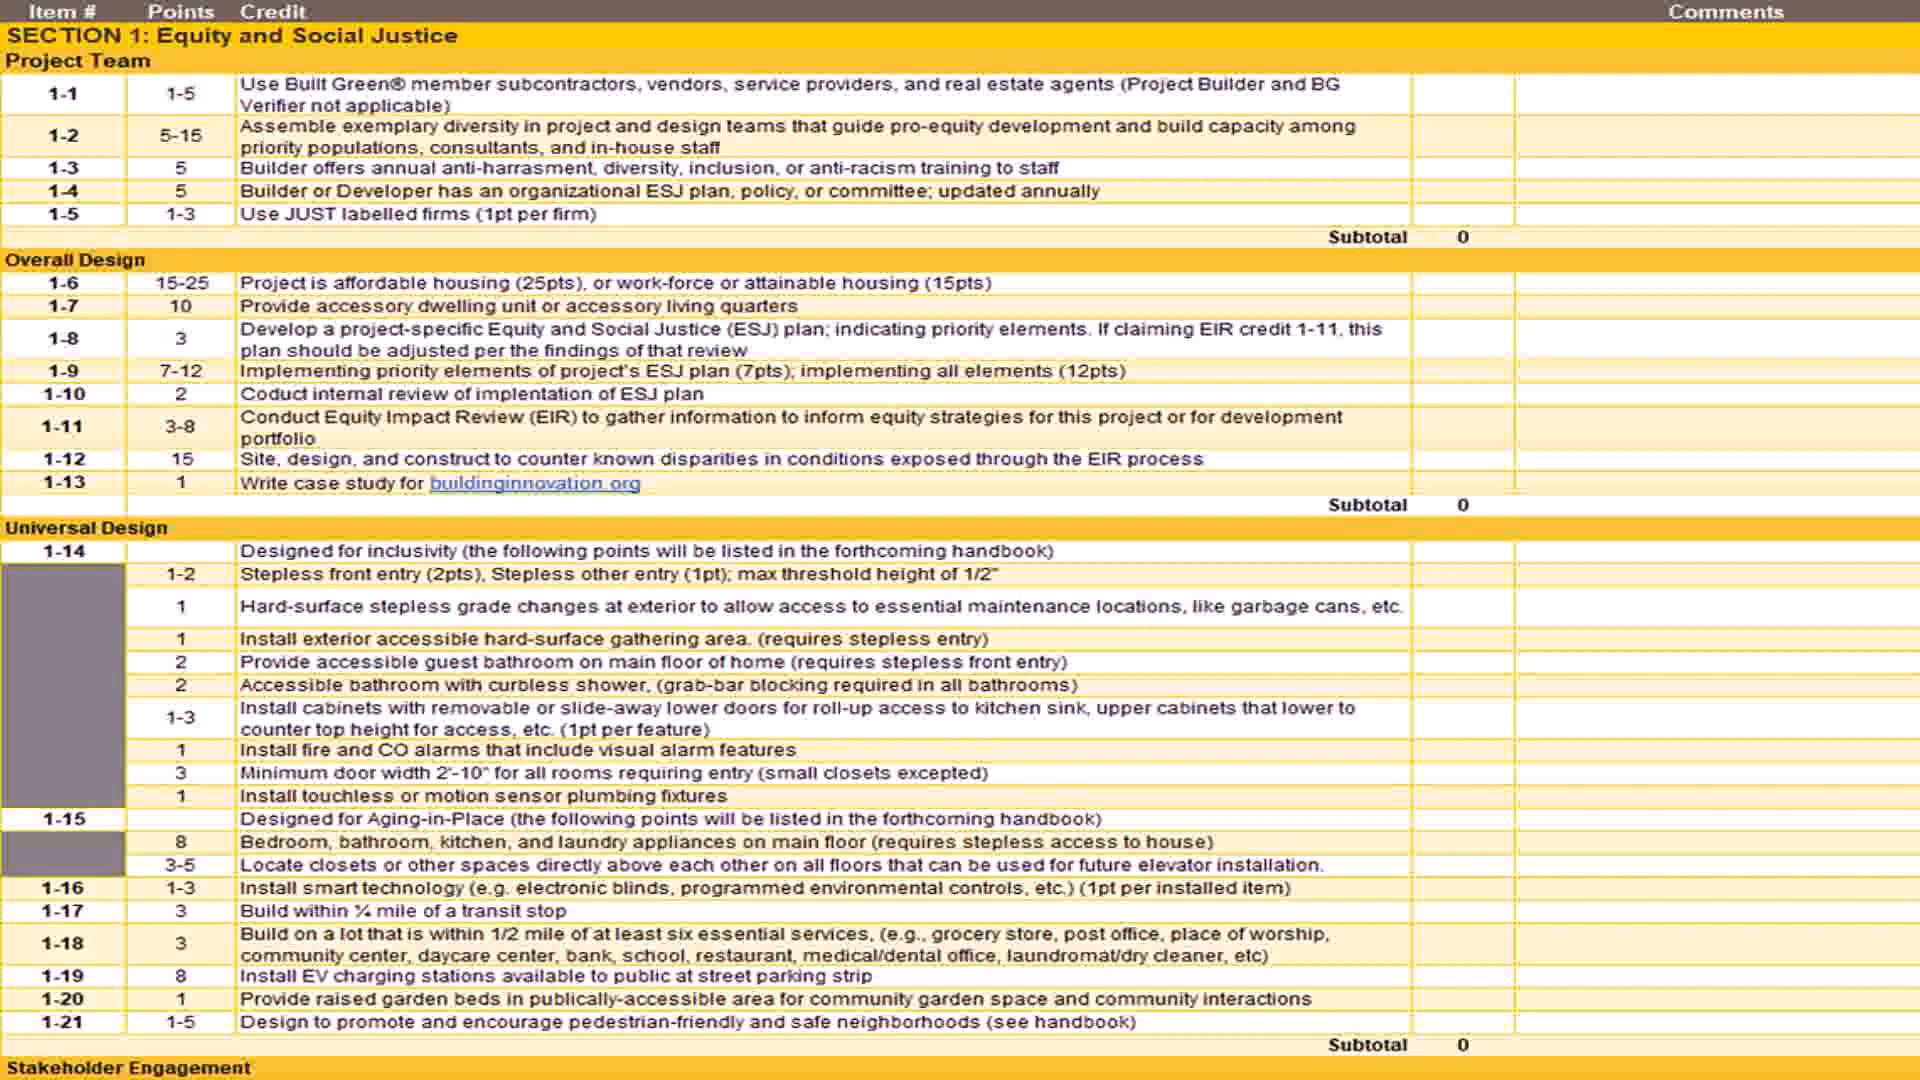 Item # Points Credit Comments
SECTION 1: Equity and Social Justice
Project Team
1-1 1-5 Use Built Green® member subcontractors, vendors, service providers, and real estate agents (Project Builder and BG
Verifier not applicable)
1-2 5-15 Assemble exemplary diversity in project and design teams that guide pro-equity development and build capacity among
priority populations, consultants, and in-house staff
1-3 5 Builder offers annual anti-harrasment, diversity, inclusion, or anti-racism training to staff
1-4 5 Builder or Developer has an organizational ESJ plan, policy, or committee; updated annually
1-5 1-3 Use JUST labelled firms (1pt per firm)
Subtotal 0
Overall Design
1-6 15-25 Project is affordable housing (25pts), or work-force or attainable housing (15pts)
1-7 10 Provide accessory dwelling unit or accessory living quarters
1-8 3 Develop a project-specific Equity and Social Justice (ESJ) plan; indicating priority elements. If claiming EIR credit 1-11, this
plan should be adjusted per the findings of that review
1-9 7-12 Implementing priority elements of project's ESJ plan (7pts); implementing all elements (12pts)
1-10 2 Coduct internal review of implentation of ESJ plan
1-11 3-8 Conduct Equity Impact Review (EIR) to gather information to inform equity strategies for this project or for development
portfolio
1-12 15 Site, design, and construct to counter known disparities in conditions exposed through the EIR process
1-13 1 Write case study for buildinginnovation.org
Subtotal 0
Universal Design
1-14 Designed for inclusivity (the following points will be listed in the forthcoming handbook)
1-2 Stepless front entry (2pts), Stepless other entry (1pt); max threshold height of 1/2"
1 Hard-surface stepless grade changes at exterior to allow access to essential maintenance locations, like garbage cans, etc.
1 Install exterior accessible hard-surface gathering area. (requires stepless entry)
2 Provide accessible guest bathroom on main floor of home (requires stepless front entry)
2 Accessible bathroom with curbless shower, (grab-bar blocking required in all bathrooms)
1-3 Install cabinets with removable or slide-away lower doors for roll-up access to kitchen sink, upper cabinets that lower to
counter top height for access, etc. (1pt per feature)
1 Install fire and CO alarms that include visual alarm features
3 Minimum door width 2'-10" for all rooms requiring entry (small closets excepted)
1 Install touchless or motion sensor plumbing fixtures
1-15 Designed for Aging-in-Place (the following points will be listed in the forthcoming handbook)
8 Bedroom, bathroom, kitchen, and laundry appliances on main floor (requires stepless access to house)
3-5 Locate closets or other spaces directly above each other on all floors that can be used for future elevator installation.
1-16 1-3 Install smart technology (e.g. electronic blinds, programmed environmental controls, etc.) (1pt per installed item)
1-17 3 Build within ¼ mile of a transit stop
1-18 3 Build on a lot that is within 1/2 mile of at least six essential services, (e.g., grocery store, post office, place of worship,
community center, daycare center, bank, school, restaurant, medical/dental office, laundromat/dry cleaner, etc)
1-19 8 Install EV charging stations available to public at street parking strip
1-20 1 Provide raised garden beds in publically-accessible area for community garden space and community interactions
1-21 1-5 Design to promote and encourage pedestrian-friendly and safe neighborhoods (see handbook)
Subtotal 0
Stakeholder Engagement